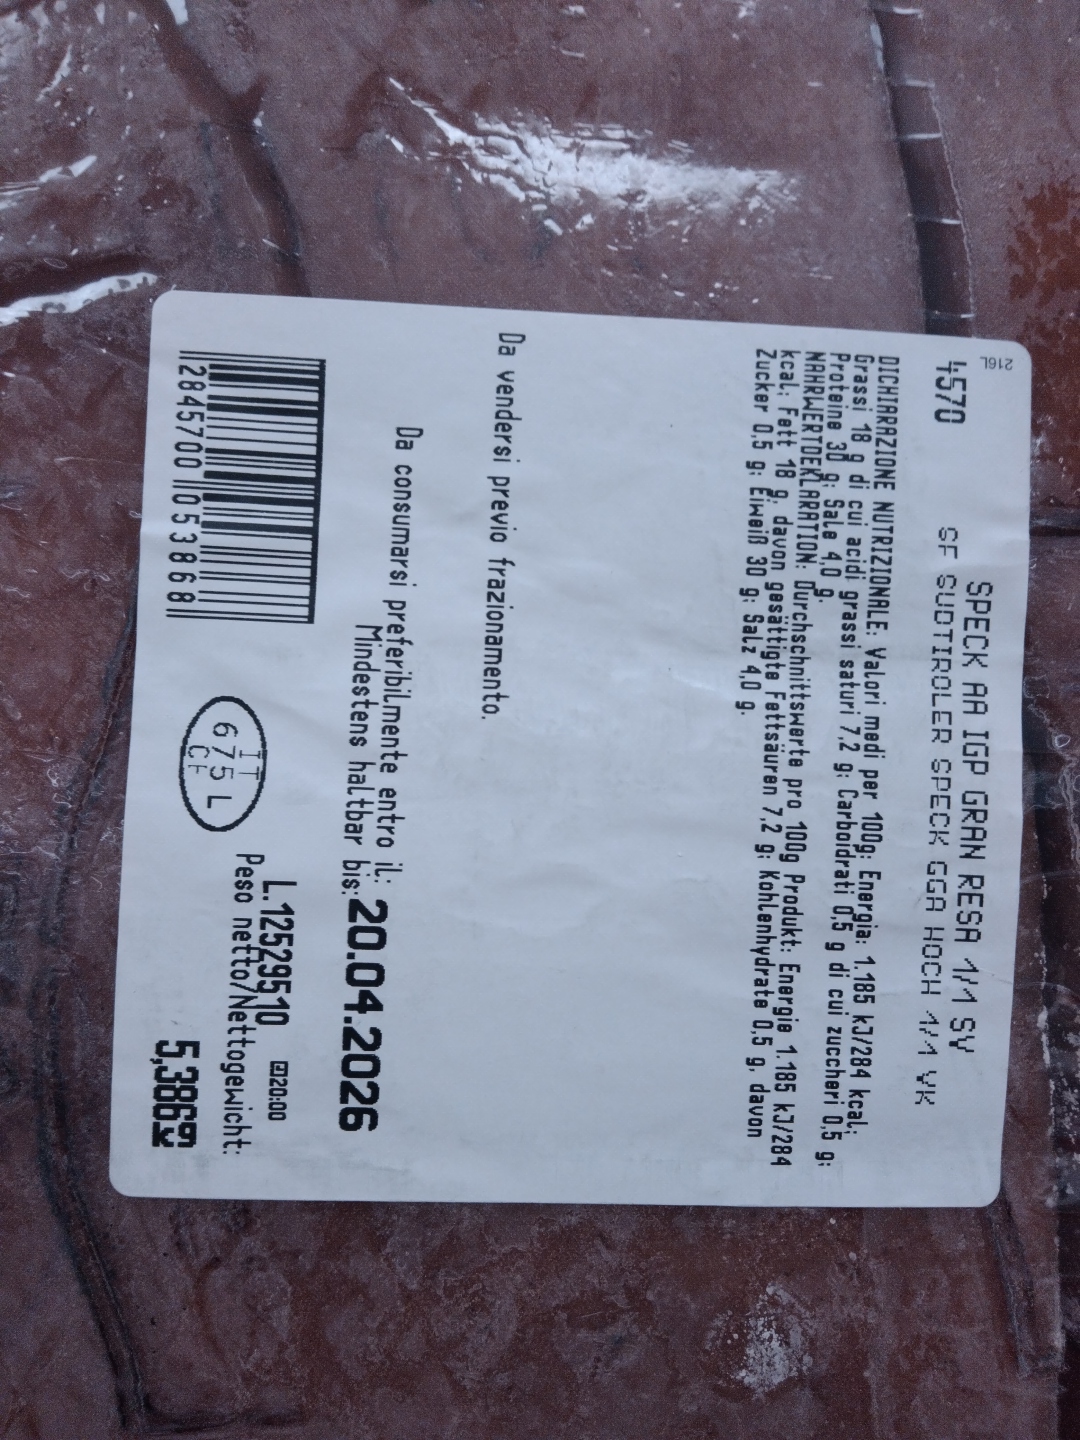 216L
4570
SPECK AA IGP GRAN RESA 1/1 SV
SF SUDTIROLER SPECK GGA HOCH 1/1 VK
DICHIARAZIONE NUTRIZIONALE: Valori medi per 100g: Energia: 1.185 kJ/284 kcal;
Grassi 18 g di cui acidi grassi saturi 7,2 g; Carboidrati 0,5 g di cui zuccheri 0,5 g;
Proteine 30 g; Sale 4,0 g.
NÄHRWERTDEKLARATION: Durchschnittswerte pro 100g Produkt: Energie 1.185 kJ/284
kcal; Fett 18 g, davon gesättigte Fettsäuren 7,2 g; Kohlenhydrate 0,5 g, davon
Zucker 0,5 g; Eiweiß 30 g; Salz 4,0 g.
Da vendersi previo frazionamento.
Da consumarsi preferibilmente entro il:
Mindestens haltbar bis: 20.04.2026
2845700 053868
IT
675 L
CE
L.12529510 20:00
Peso netto/Nettogewicht:
5,386 kg